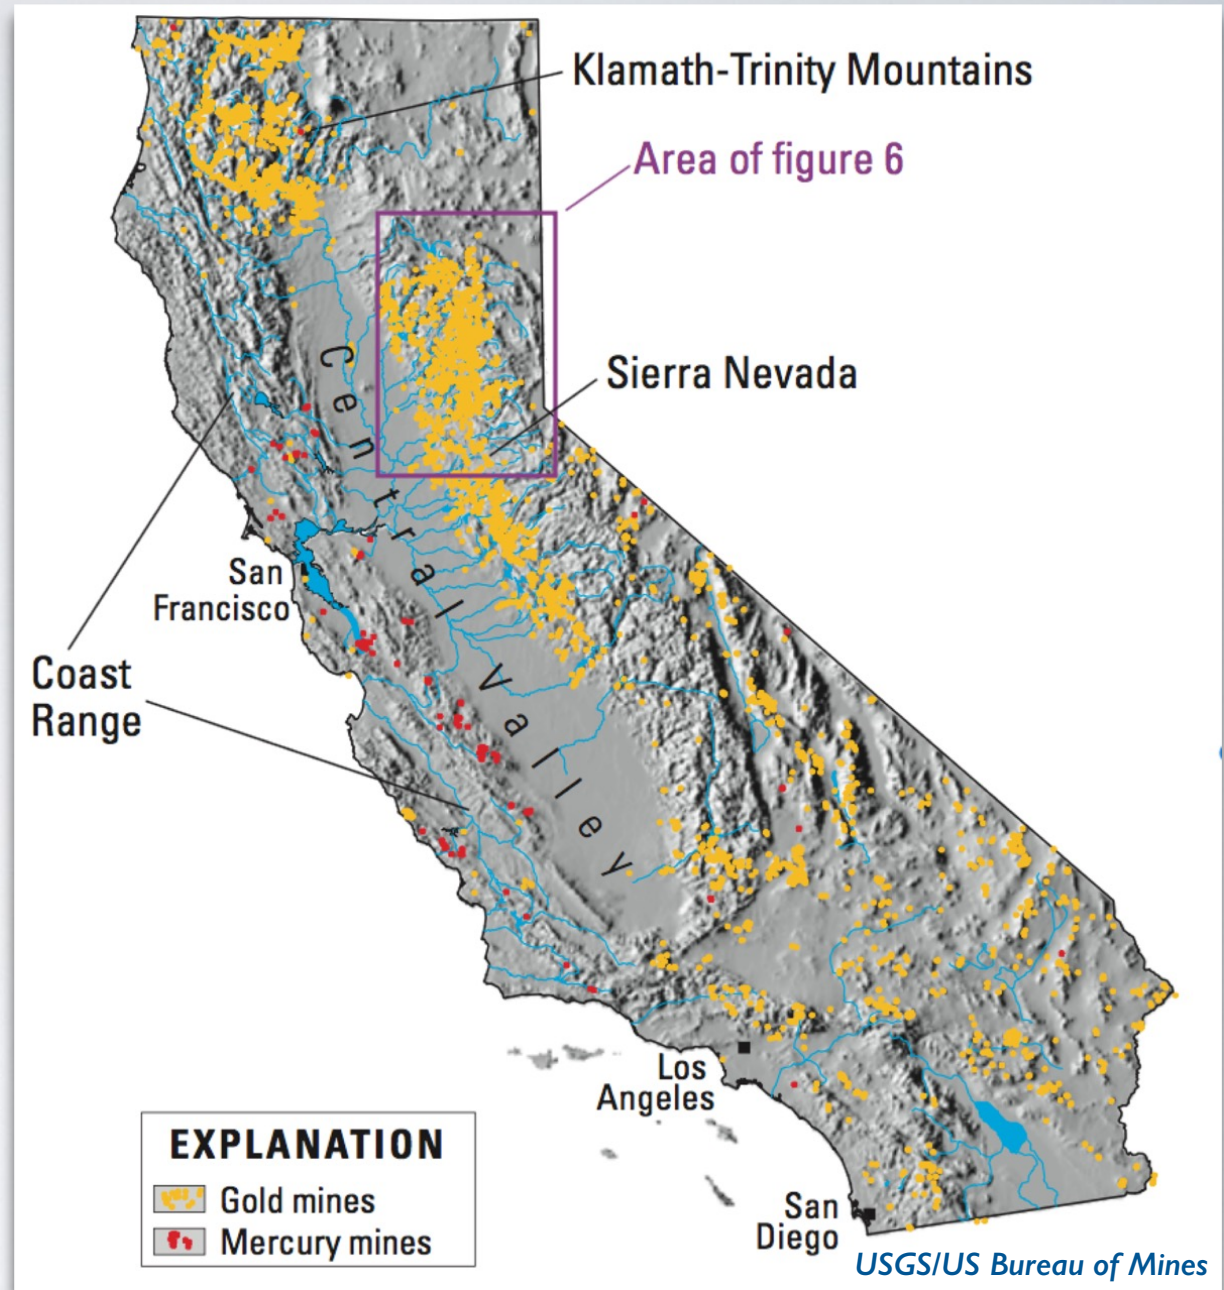 Klamath-Trinity Mountains
Area of figure 6
Sierra Nevada
Central Valley
San
Francisco
Coast
Range
Los
Angeles
San
Diego
EXPLANATION
Gold mines
Mercury mines
USGS/US Bureau of Mines